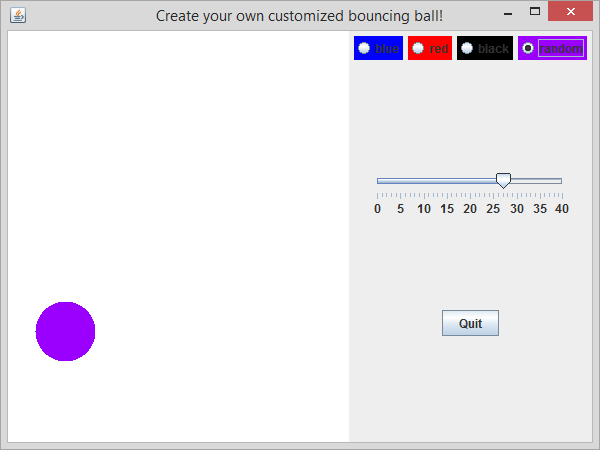 Create your own customized bouncing ball!
blue red black random
0 5 10 15 20 25 30 35 40
Quit